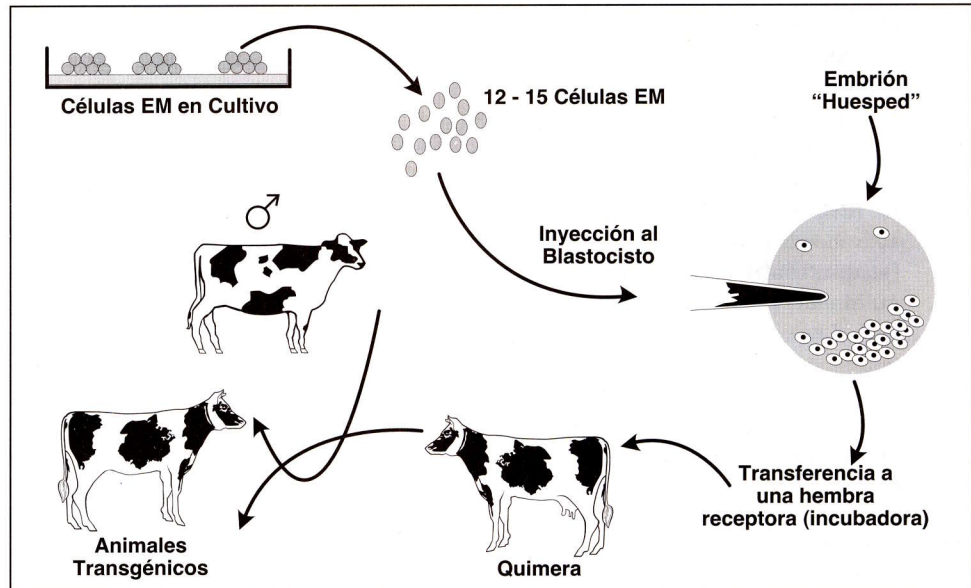 Células EM en Cultivo
12 - 15 Células EM
Embrión
“Huesped”
Inyección al
Blastocisto
Transferencia a
una hembra
receptora (incubadora)
Quimera
Animales
Transgénicos